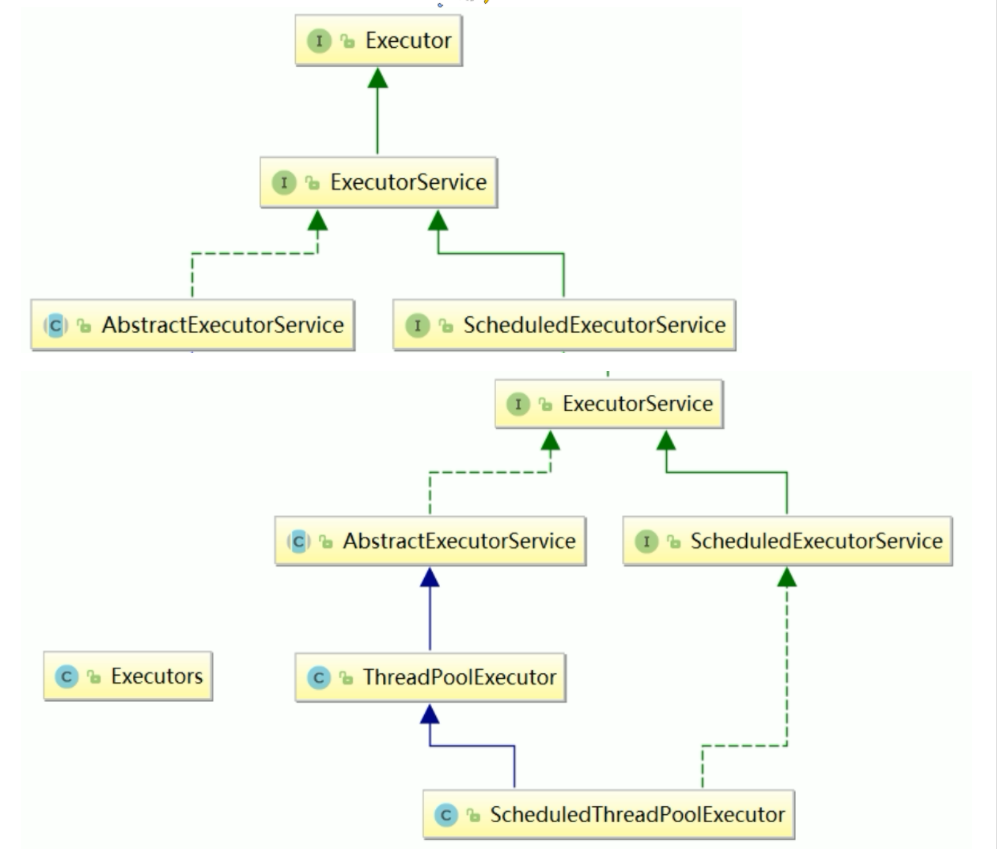 I Executor
I ExecutorService
C AbstractExecutorService
I ScheduledExecutorService
I ExecutorService
C AbstractExecutorService
I ScheduledExecutorService
C Executors
C ThreadPoolExecutor
C ScheduledThreadPoolExecutor